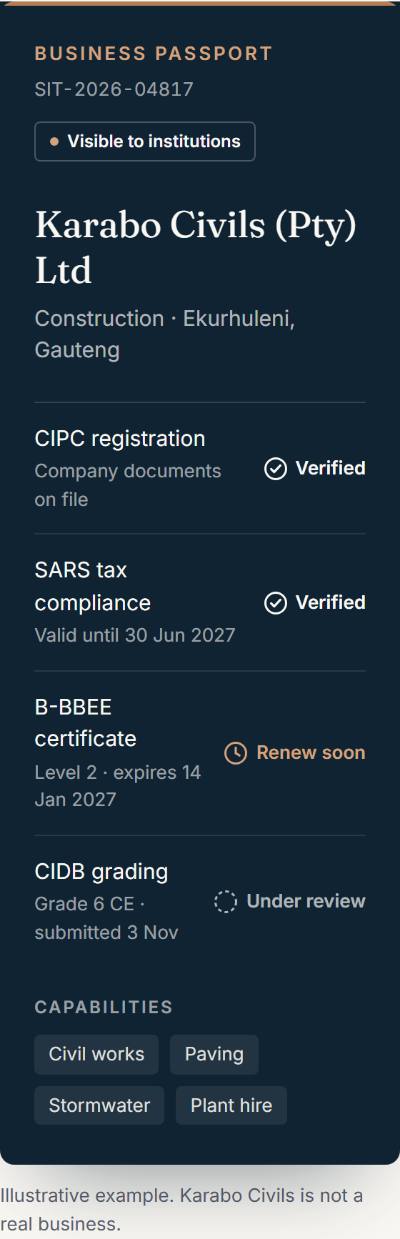 BUSINESS PASSPORT
SIT-2026-04817
Visible to institutions
Karabo Civils (Pty)
Ltd
Construction · Ekurhuleni,
Gauteng
CIPC registration
Company documents
on file
Verified
SARS tax
compliance
Valid until 30 Jun 2027
Verified
B-BBEE
certificate
Level 2 · expires 14
Jan 2027
Renew soon
CIDB grading
Grade 6 CE ·
submitted 3 Nov
Under review
CAPABILITIES
Civil works
Paving
Stormwater
Plant hire
Illustrative example. Karabo Civils is not a
real business.